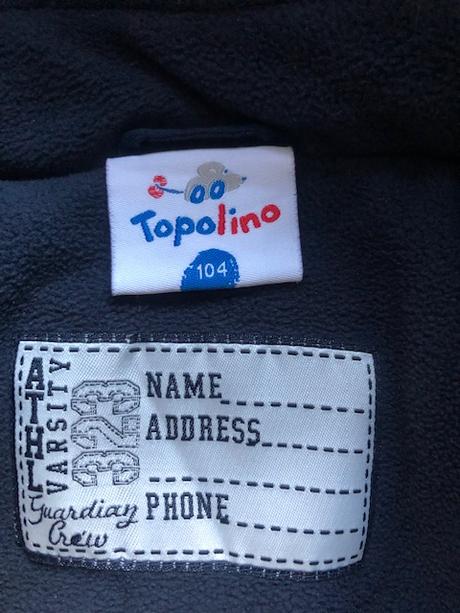 Topolino
104
ATHL
VARSITY
323
Guardian
Crew
NAME
ADDRESS
PHONE